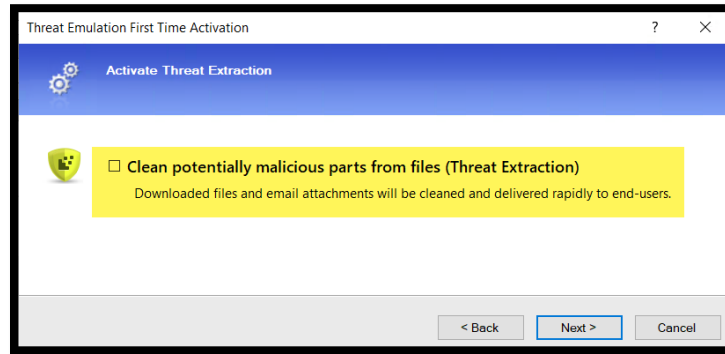 Threat Emulation First Time Activation ? X
Activate Threat Extraction
Clean potentially malicious parts from files (Threat Extraction)
Downloaded files and email attachments will be cleaned and delivered rapidly to end-users.
< Back Next > Cancel